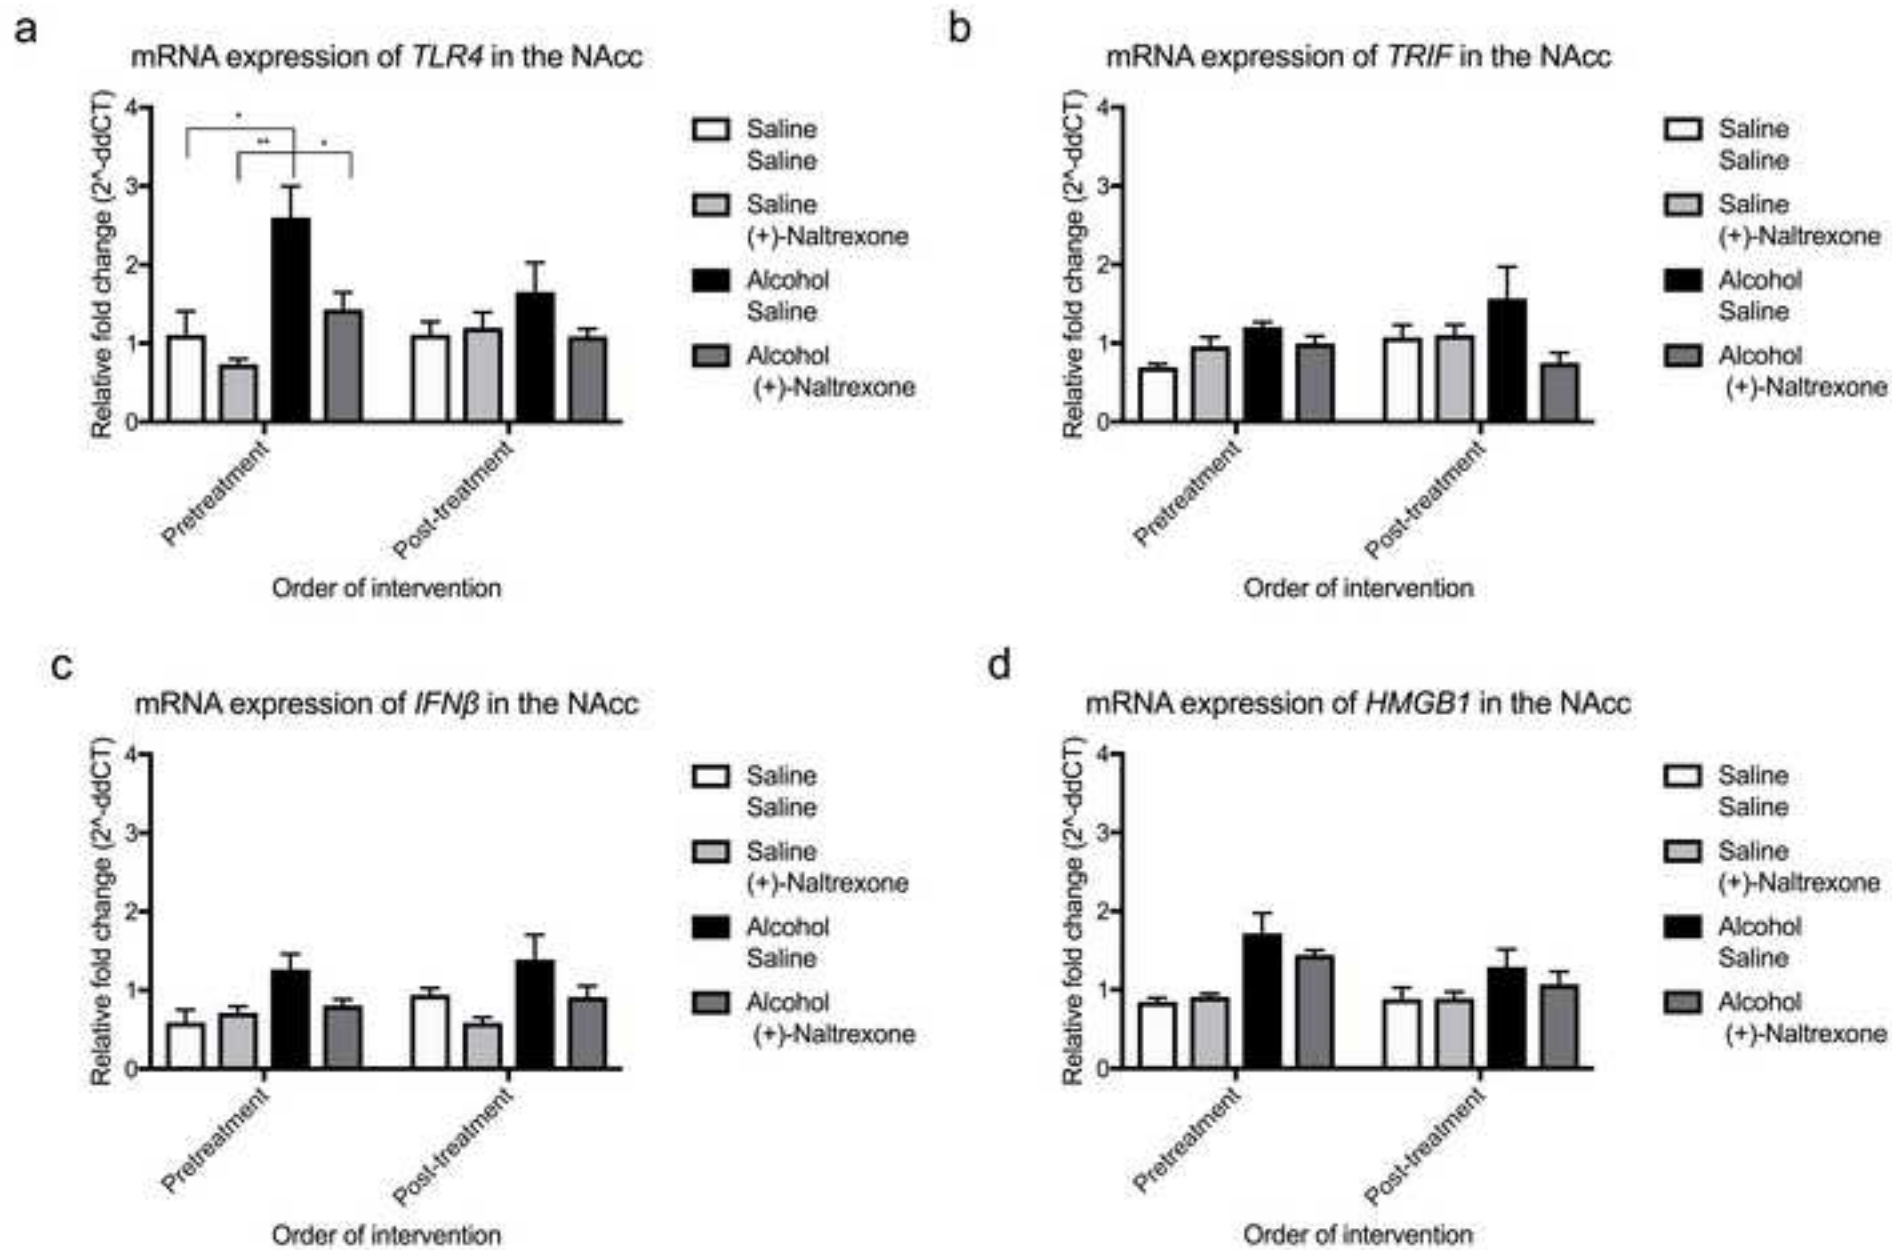 a
mRNA expression of TLR4 in the NAcc
Relative fold change (2^-ddCT)
4
3
2
1
0
*
**
*
Pretreatment
Post-treatment
Order of intervention
Saline
Saline
Saline
(+)-Naltrexone
Alcohol
Saline
Alcohol
(+)-Naltrexone
b
mRNA expression of TRIF in the NAcc
Relative fold change (2^-ddCT)
4
3
2
1
0
Pretreatment
Post-treatment
Order of intervention
Saline
Saline
Saline
(+)-Naltrexone
Alcohol
Saline
Alcohol
(+)-Naltrexone
c
mRNA expression of IFNβ in the NAcc
Relative fold change (2^-ddCT)
4
3
2
1
0
Pretreatment
Post-treatment
Order of intervention
Saline
Saline
Saline
(+)-Naltrexone
Alcohol
Saline
Alcohol
(+)-Naltrexone
d
mRNA expression of HMGB1 in the NAcc
Relative fold change (2^-ddCT)
4
3
2
1
0
Pretreatment
Post-treatment
Order of intervention
Saline
Saline
Saline
(+)-Naltrexone
Alcohol
Saline
Alcohol
(+)-Naltrexone